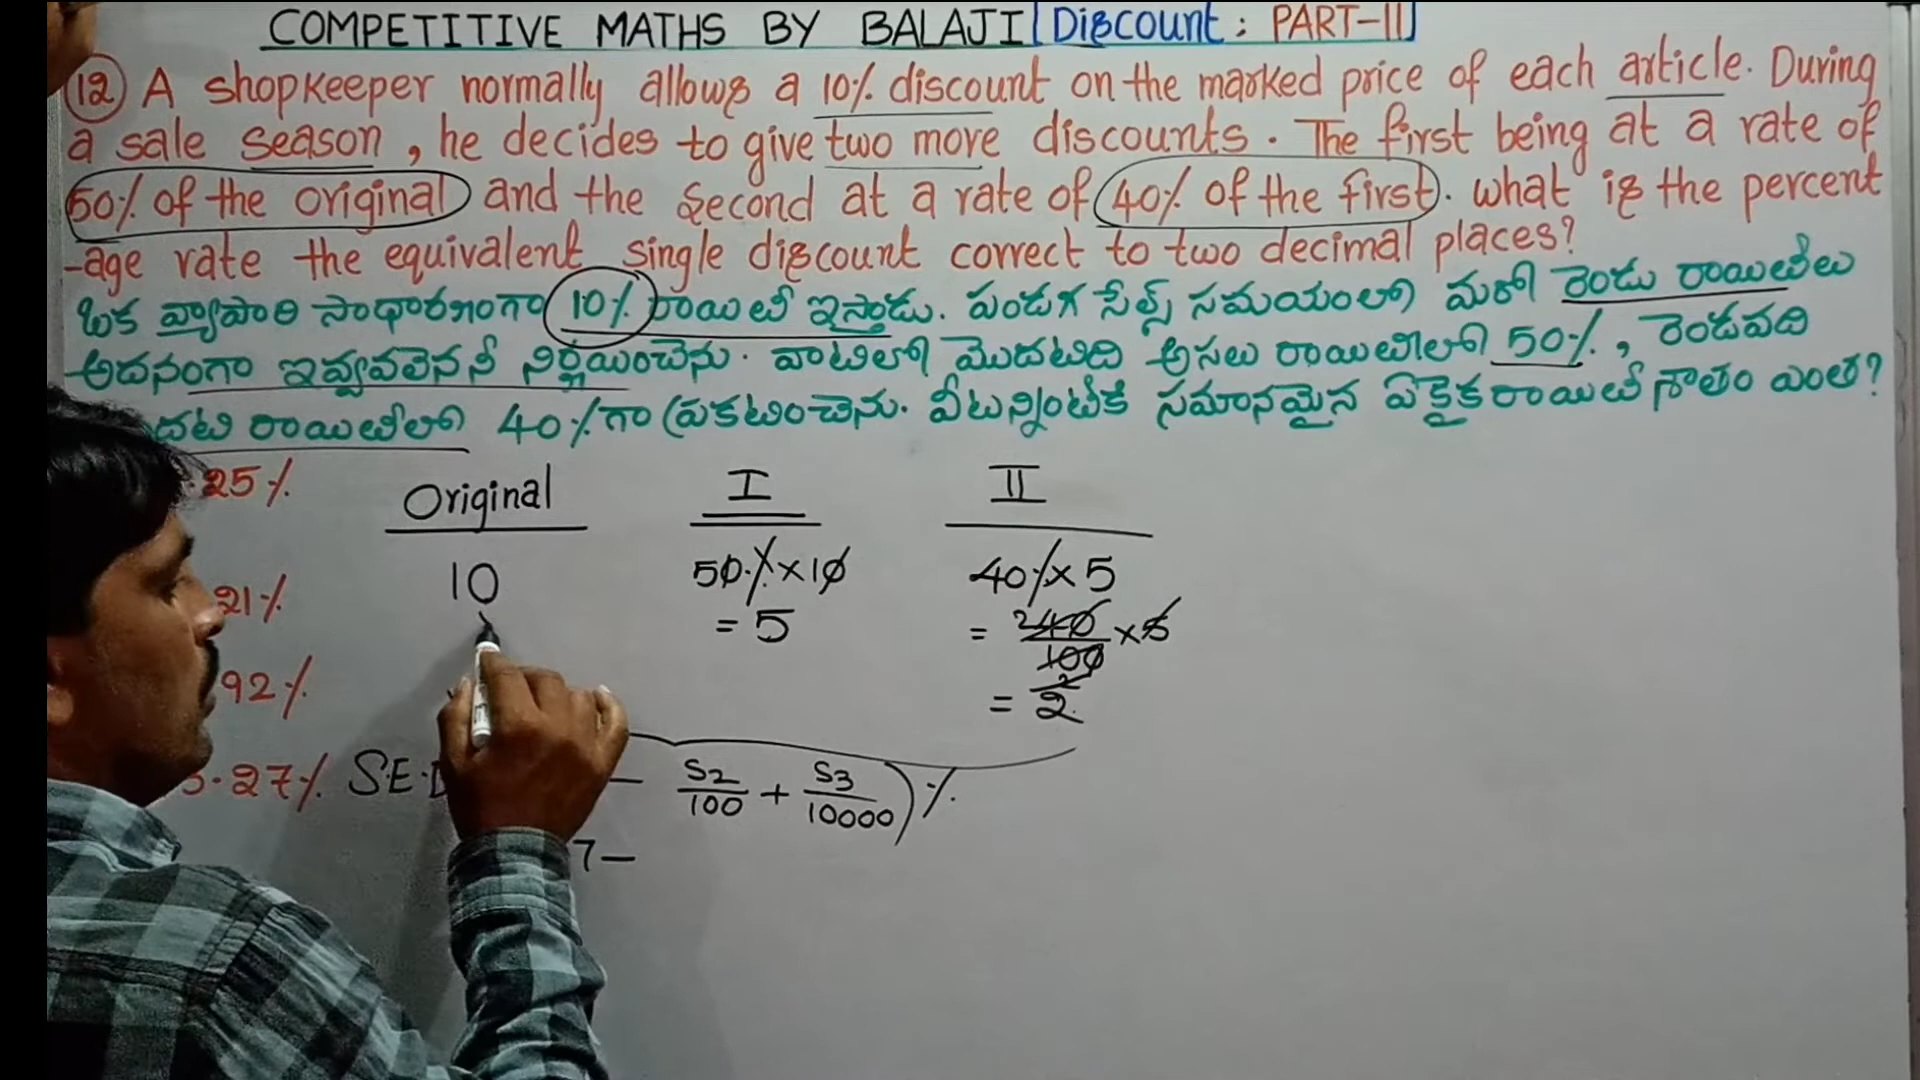 COMPETITIVE MATHS BY BALAJI [Discount: PART-II]
12 A shopkeeper normally allows a 10% discount on the marked price of each article. During
a sale season, he decides to give two more discounts. The first being at a rate of
50% of the original and the second at a rate of 40% of the first. what is the percent
-age rate the equivalent single discount correct to two decimal places?
ఒక వ్యాపారి సాధారణంగా 10% రాయితీ ఇస్తాడు. పండుగ సేల్స్ సమయంలో మరో రెండు రాయితీలు
అదనంగా ఇవ్వవలెనని నిర్ణయించెను. వాటిలో మొదటిది అసలు రాయితీలో 50%, రెండవది
దటి రాయితీలో 40%గా ప్రకటించెను. వీటన్నింటికీ సమానమైన ఏకైక రాయితీ శాతం ఎంత?
.25% Original I II
10 50% × 10 40% × 5
21% = 5 = 40/100 × 5
92% = 2
.27% S.E.D – S2/100 + S3/10000)%
7–